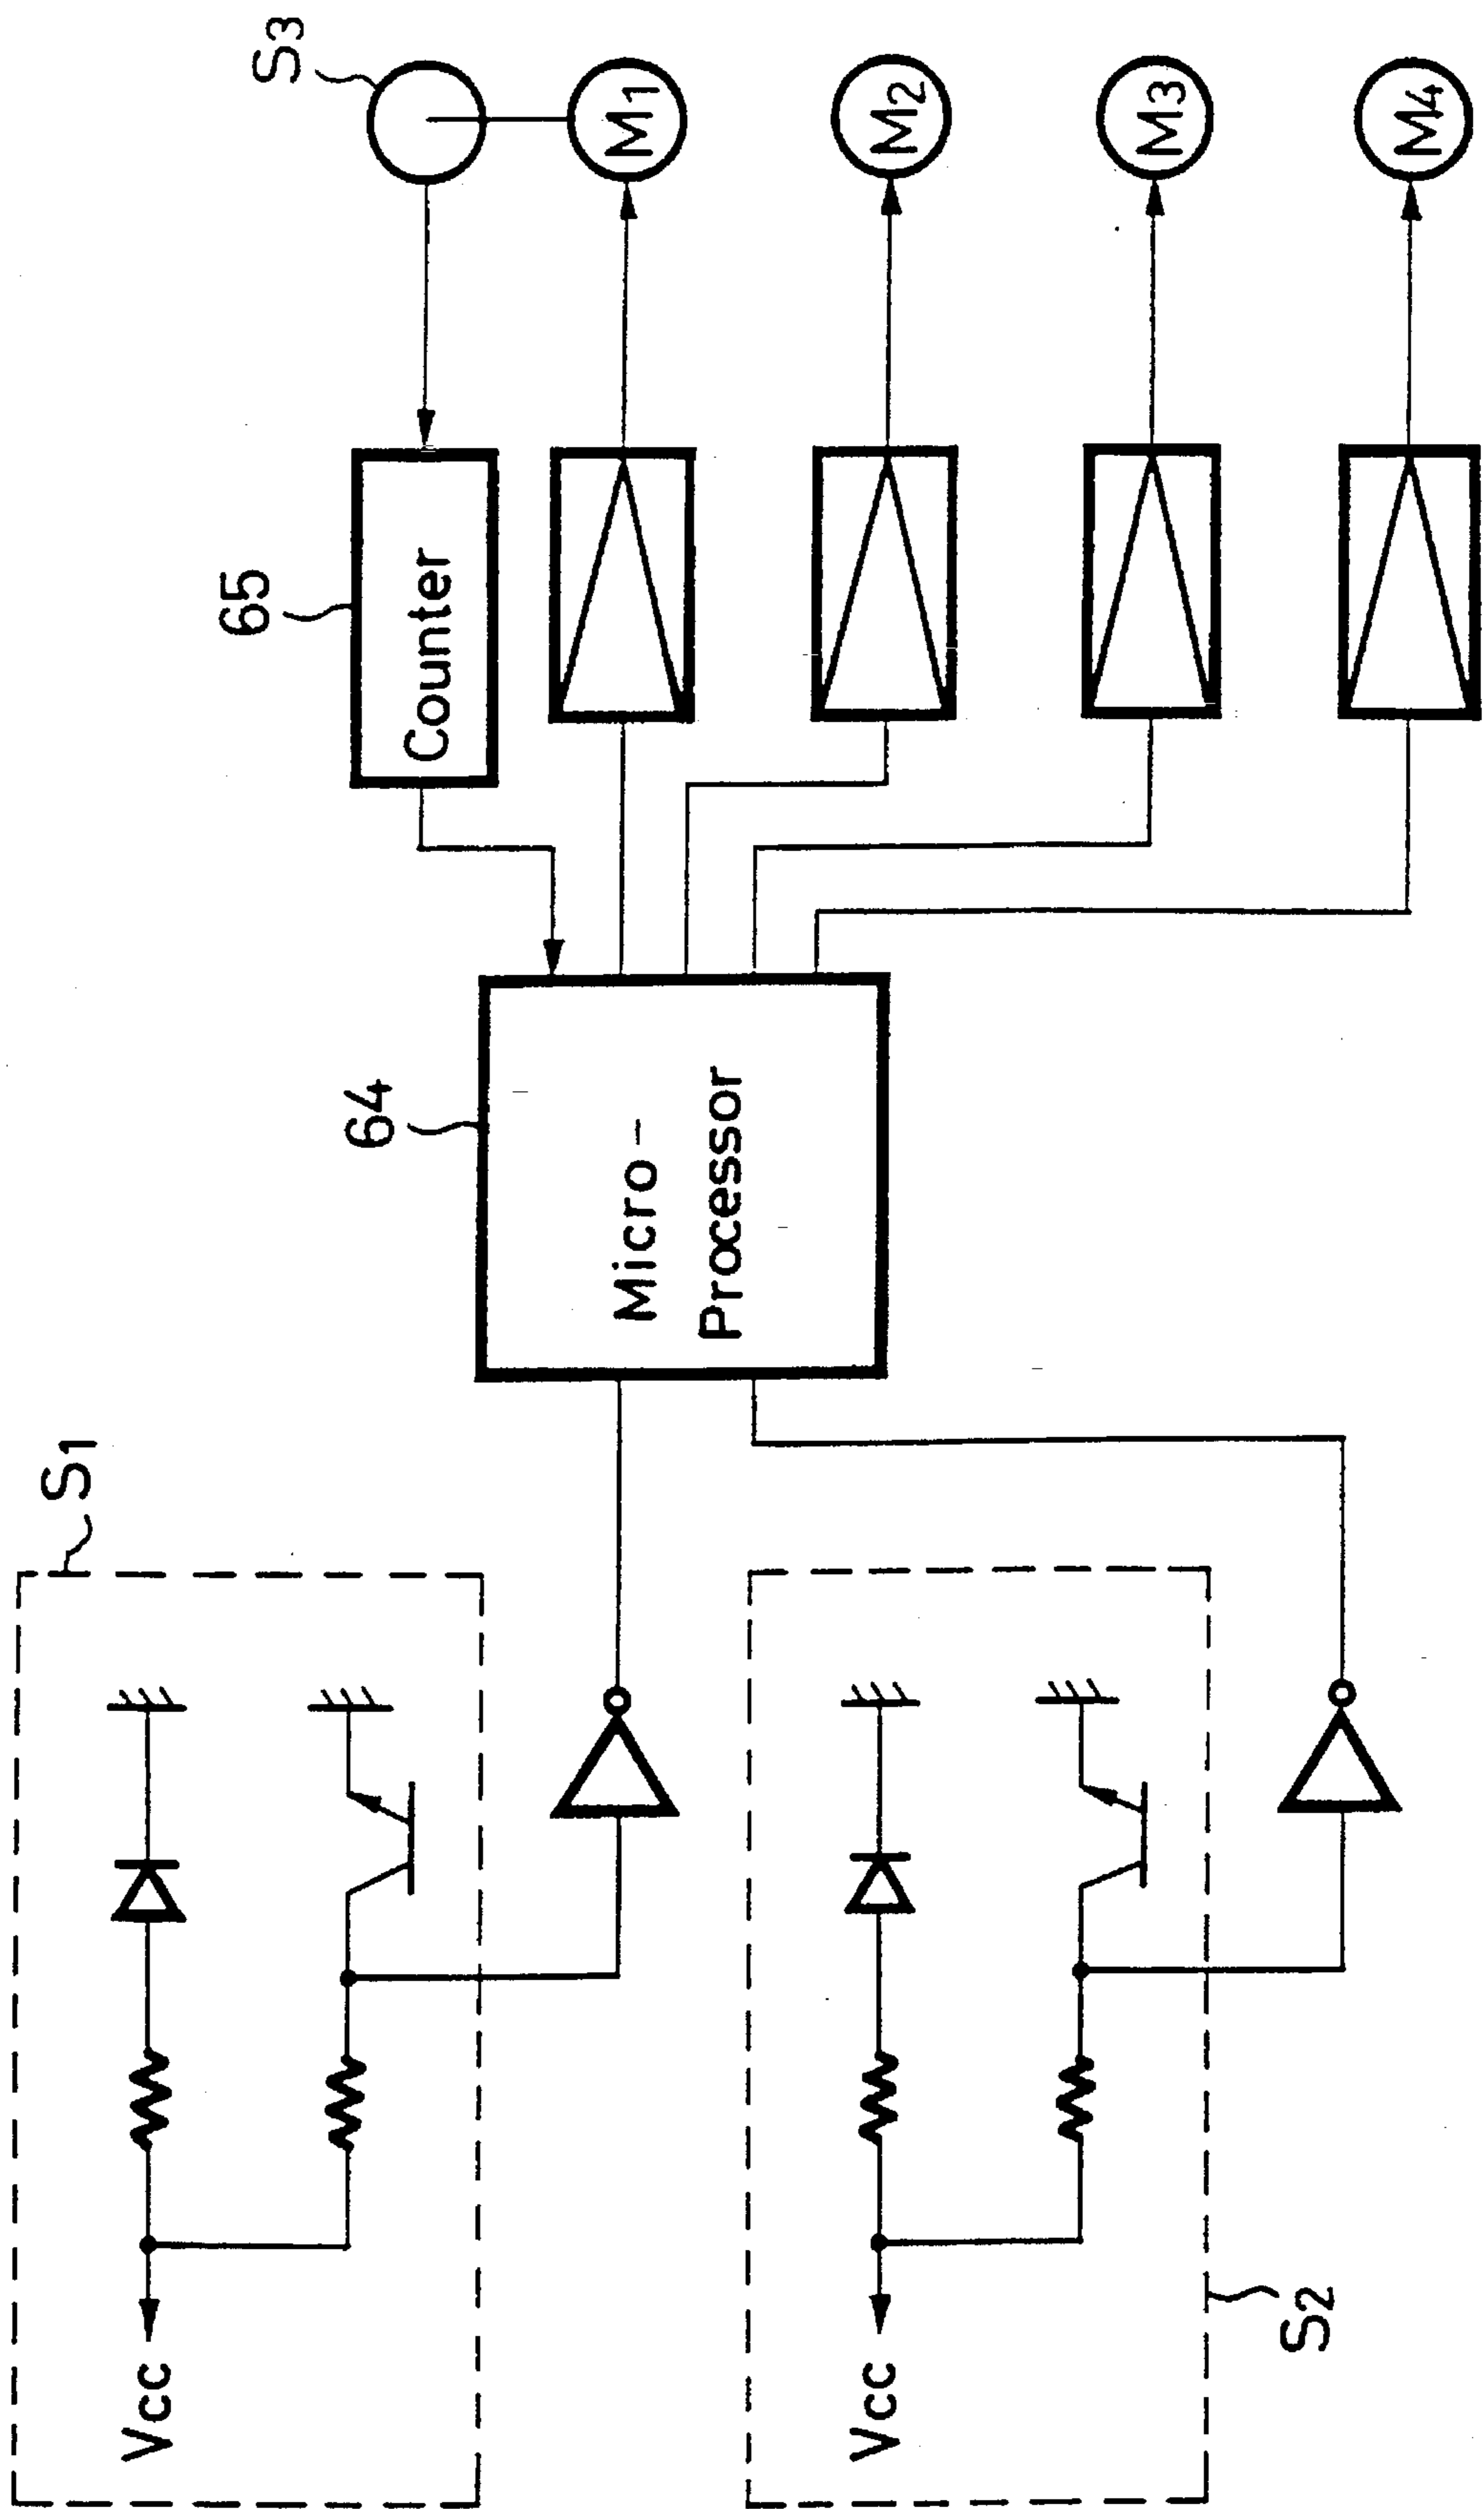 S1
Vcc
64
Micro-
Processor
65
Counter
S3
M1
M2
M3
M4
Vcc
S2